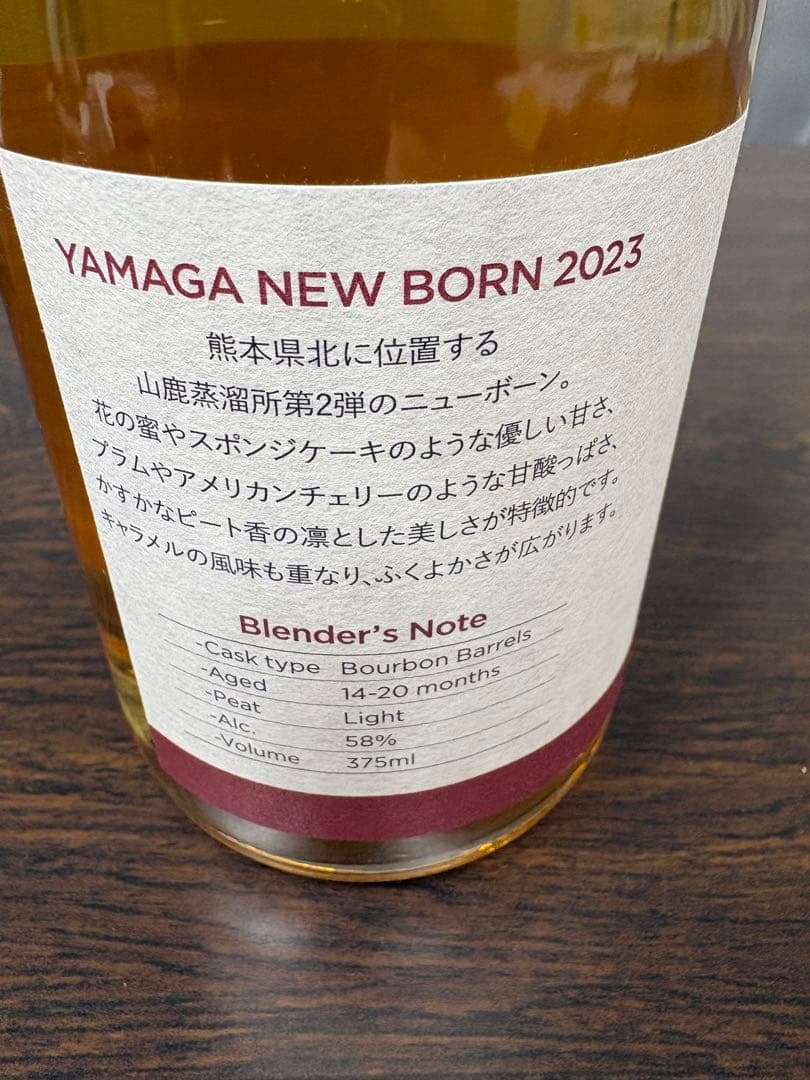 YAMAGA NEW BORN 2023
熊本県北に位置する
山鹿蒸溜所第2弾のニューボーン。
花の蜜やスポンジケーキのような優しい甘さ、
プラムやアメリカンチェリーのような甘酸っぱさ、
かすかなピート香の凛とした美しさが特徴的です。
キャラメルの風味も重なり、ふくよかさが広がります。
Blender's Note
-Cask type Bourbon Barrels
-Aged 14-20 months
-Peat Light
-Alc. 58%
-Volume 375ml